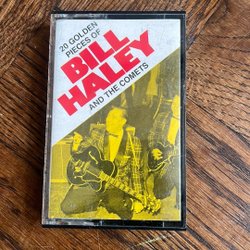 20 GOLDEN
PIECES OF
BILL
HALEY
AND THE COMETS